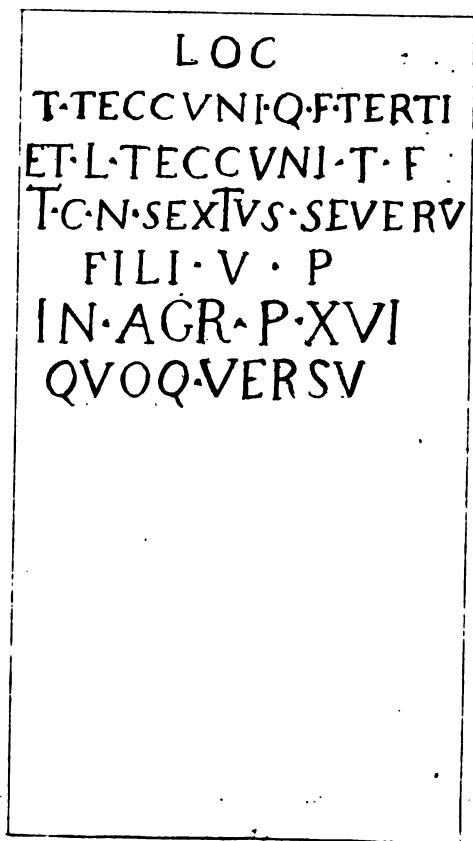 LOC
T·TECCVNI·Q·F·TERTI
ET·L·TECCVNI·T·F
T·C·N·SEXTVS·SEVERV
FILI·V·P
IN·AGR·P·XVI
QVOQ·VERSV